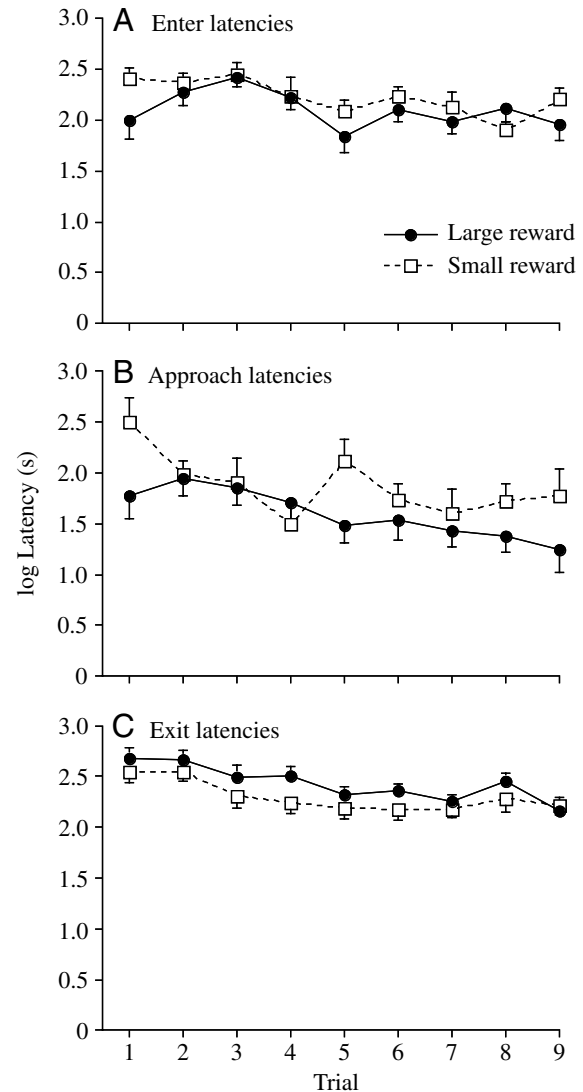 A Enter latencies
3.0
2.5
2.0
1.5
1.0
0.5
0
Large reward
Small reward
B Approach latencies
3.0
2.5
2.0
1.5
1.0
0.5
0
log Latency (s)
C Exit latencies
3.0
2.5
2.0
1.5
1.0
0.5
0
1 2 3 4 5 6 7 8 9
Trial